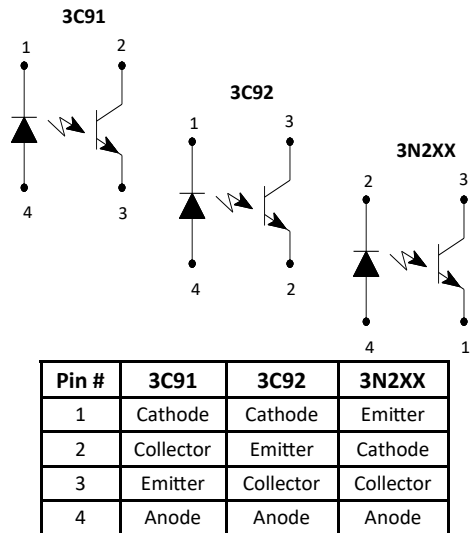 3C91
1 2
4 3
3C92
1 3
4 2
3N2XX
2 3
4 1
Pin # 3C91 3C92 3N2XX
1 Cathode Cathode Emitter
2 Collector Emitter Cathode
3 Emitter Collector Collector
4 Anode Anode Anode